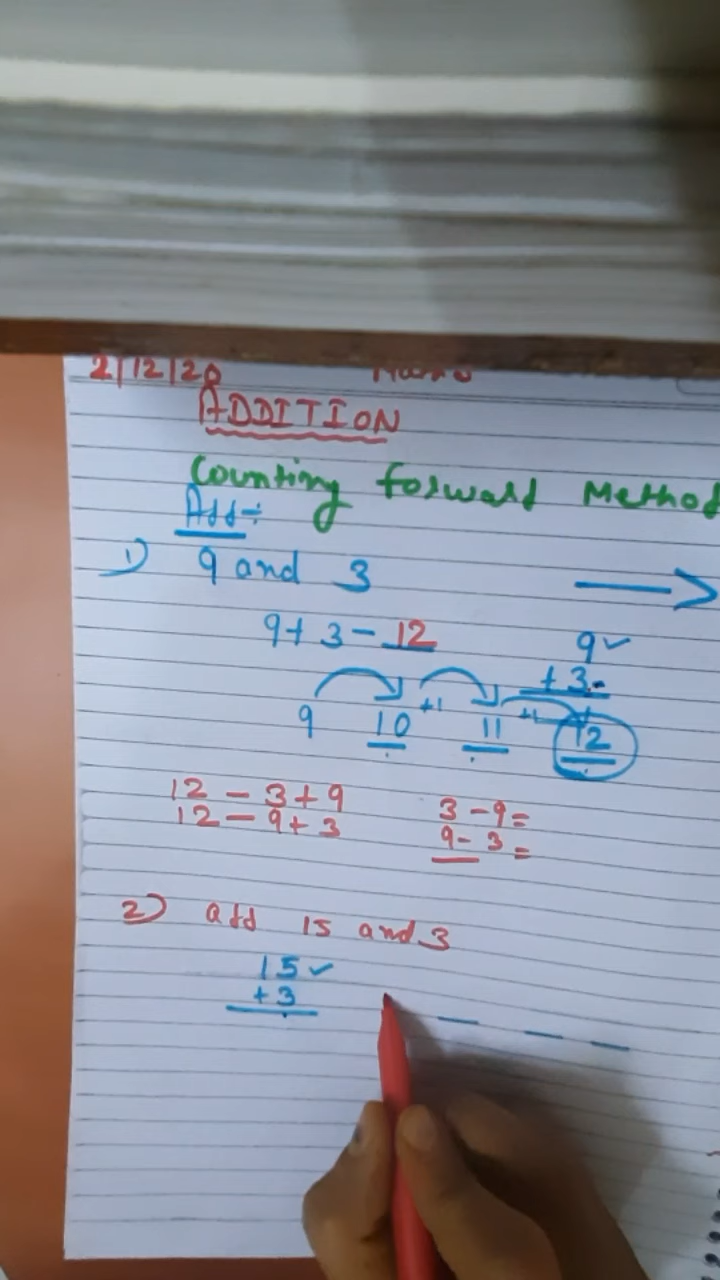 2/12/20 Maths
ADDITION
Counting forward Method
Add:-
1) 9 and 3
9+ 3 - 12
9
+ 3
9 10 +1 11 +1 12
12 - 3+9
12 - 9+ 3
3 - 9 =
9 - 3 =
2) add 15 and 3
15
+ 3